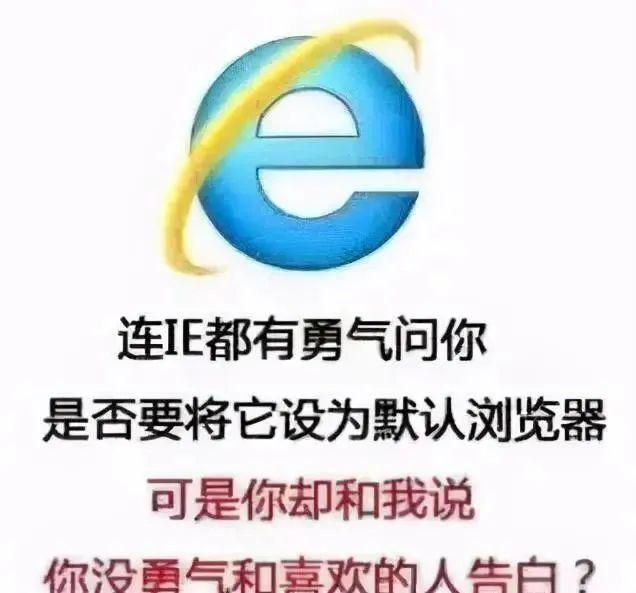 连IE都有勇气问你
是否要将它设为默认浏览器
可是你却和我说
你没勇气和喜欢的人告白？